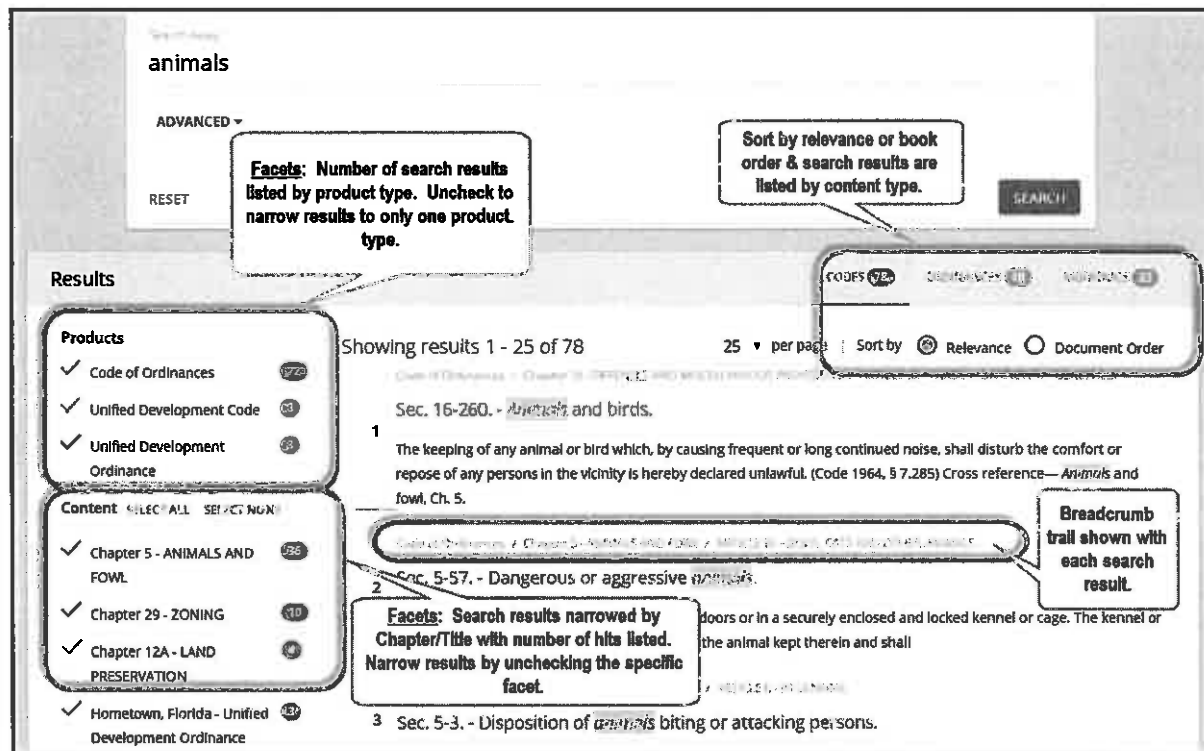 animals
ADVANCED
Facets: Number of search results
listed by product type. Uncheck to
narrow results to only one product
type.
Sort by relevance or book
order & search results are
listed by content type.
RESET
SEARCH
Results
CODES 78
Products
Code of Ordinances
Unified Development Code
Unified Development
Ordinance
Showing results 1 - 25 of 78
25 per page
Sort by Relevance Document Order
Sec. 16-260. - Animals and birds.
1
The keeping of any animal or bird which, by causing frequent or long continued noise, shall disturb the comfort or
repose of any persons in the vicinity is hereby declared unlawful. (Code 1964, § 7.285) Cross reference— Animals and
fowl, Ch. 5.
Content SELECT ALL SELECT NONE
Chapter 5 - ANIMALS AND
FOWL
Chapter 29 - ZONING
Chapter 12A - LAND
PRESERVATION
Hometown, Florida - Unified
Development Ordinance
Breadcrumb
trail shown with
each search
result.
2
Sec. 5-57. - Dangerous or aggressive animals.
Facets: Search results narrowed by
Chapter/Title with number of hits listed.
Narrow results by unchecking the specific
facet.
doors or in a securely enclosed and locked kennel or cage. The kennel or
the animal kept therein and shall
3 Sec. 5-3. - Disposition of animals biting or attacking persons.